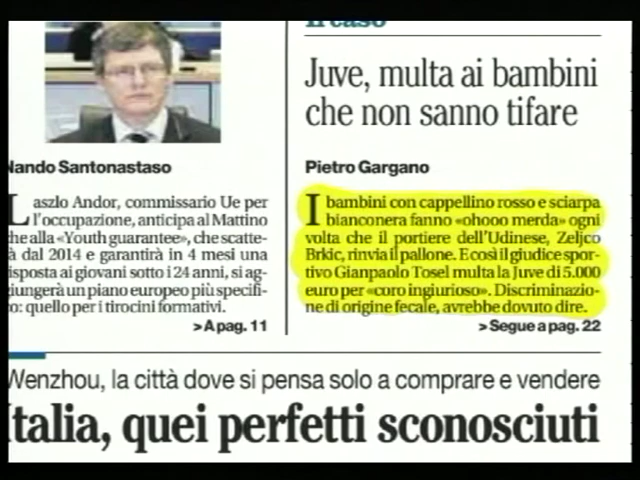 Il caso
Juve, multa ai bambini
che non sanno tifare
Nando Santonastaso
Laszlo Andor, commissario Ue per
l'occupazione, anticipa al Mattino
che alla «Youth guarantee», che scatte-
rà dal 2014 e garantirà in 4 mesi una
risposta ai giovani sotto i 24 anni, si ag-
giungerà un piano europeo più specifi-
co: quello per i tirocini formativi.
>A pag. 11
Pietro Gargano
I bambini con cappellino rosso e sciarpa
bianconera fanno «ohooo merda» ogni
volta che il portiere dell'Udinese, Zeljco
Brkic, rinvia il pallone. E così il giudice spor-
tivo Gianpaolo Tosel multa la Juve di 5.000
euro per «coro ingiurioso». Discriminazio-
ne di origine fecale, avrebbe dovuto dire.
>Segue a pag. 22
Wenzhou, la città dove si pensa solo a comprare e vendere
Italia, quei perfetti sconosciuti